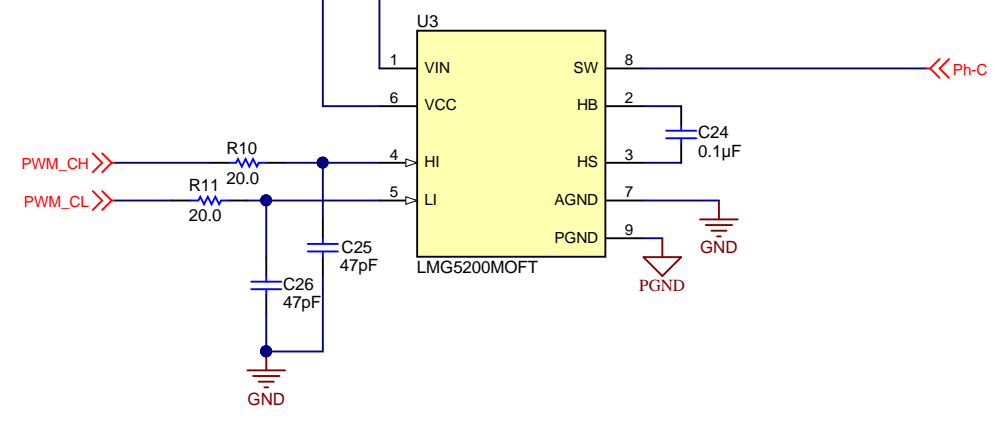 U3
1 VIN SW 8 Ph-C
6 VCC HB 2
C24
0.1µF
R10
PWM_CH 4 HI HS 3
20.0
R11
PWM_CL 5 LI AGND 7
20.0
PGND 9
GND
C25
47pF
LMG5200MOFT
PGND
C26
47pF
GND